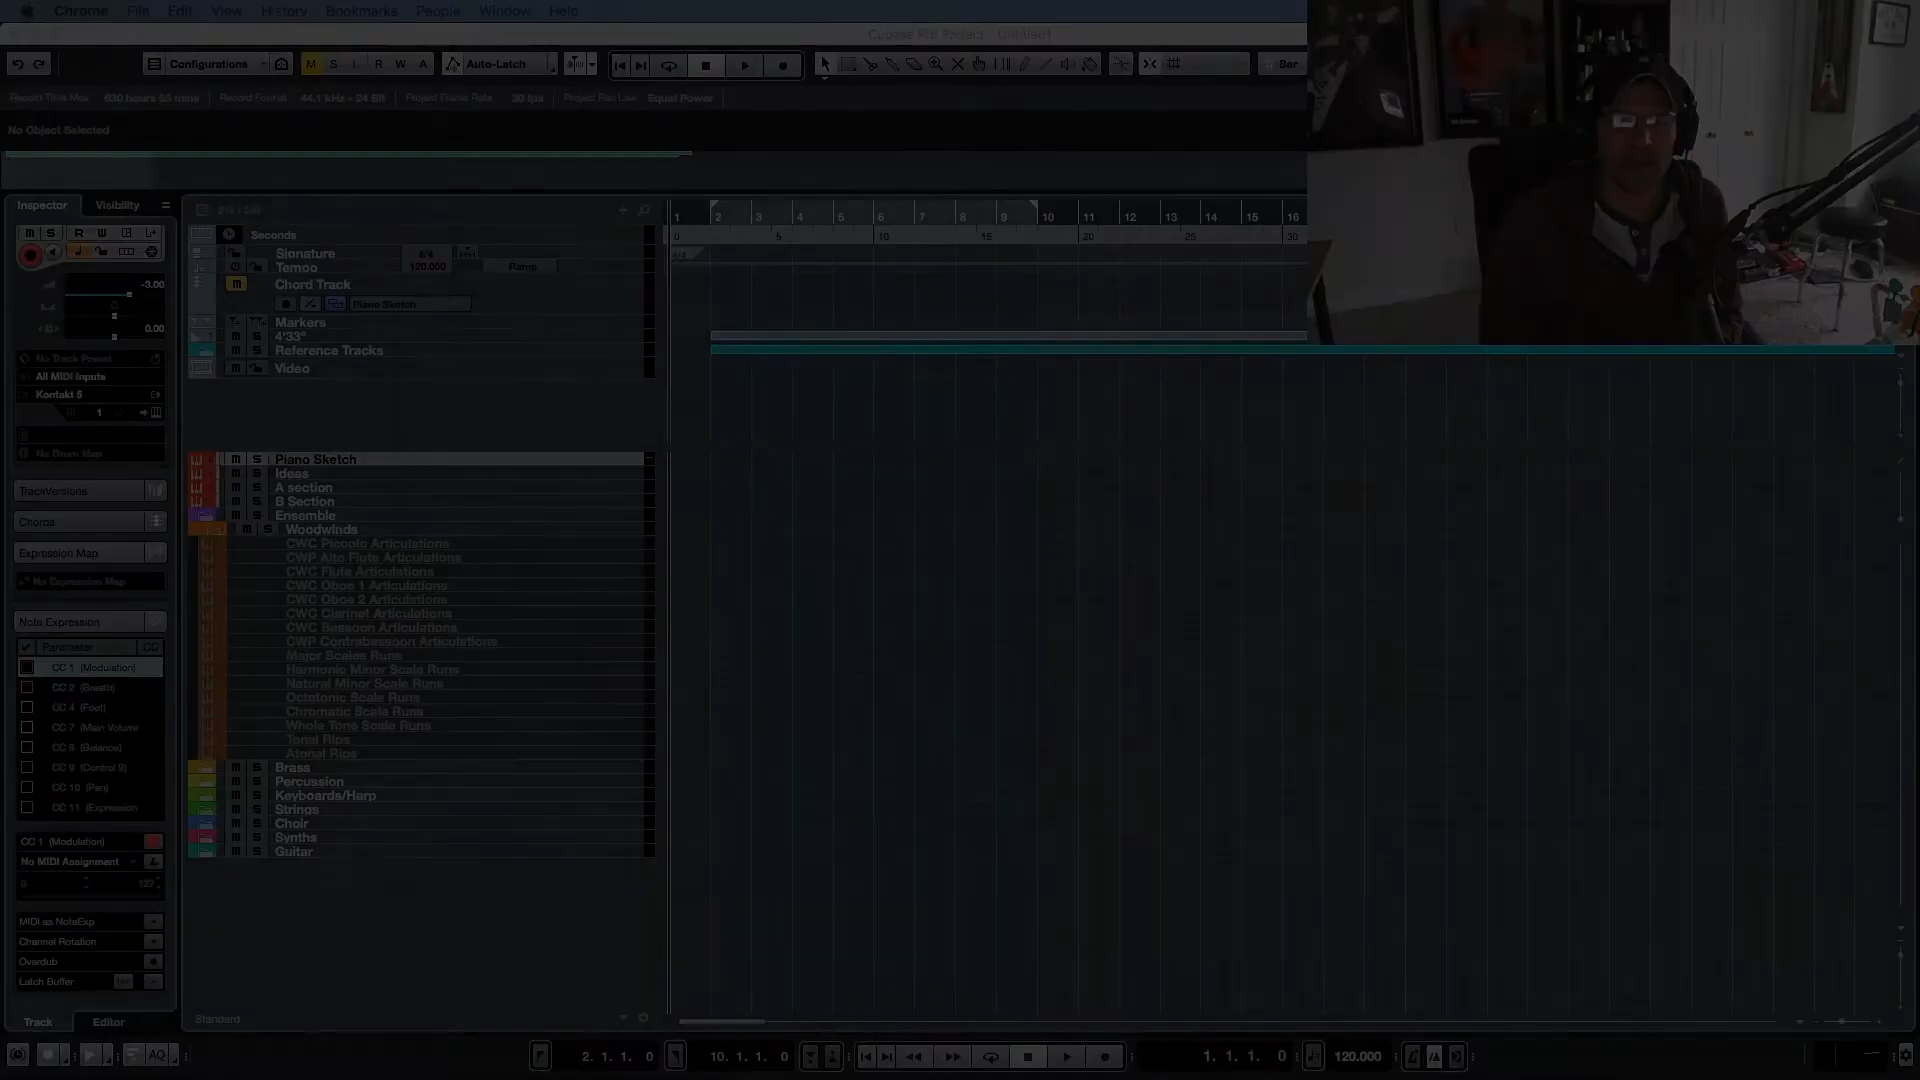 Chrome File Edit View History Bookmarks People Window Help
Cubase Pro Project - Untitled1
Configurations M S L R W A Auto-Latch Bar
Record Time Max 630 hours 55 mins Record Format 44.1 kHz - 24 Bit Project Frame Rate 30 fps Project Pan Law Equal Power
No Object Selected
Inspector Visibility
1 2 3 4 5 6 7 8 9 10 11 12 13 14 15 16
0 5 10 15 20 25 30
Seconds
M S R W
Signature 4/4
Tempo 120.000 Ramp
Chord Track
m
-3.00
Piano Sketch
Markers
0.00
m S 4'33"
m S Reference Tracks
m S Video
No Track Preset
All MIDI Inputs
Kontakt 5
1
No Drum Map
TrackVersions
Chords
Expression Map
No Expression Map
Note Expression
Parameter CC
CC 1 (Modulation)
CC 2 (Breath)
CC 4 (Foot)
CC 7 (Main Volume
CC 8 (Balance)
CC 9 (Control 9)
CC 10 (Pan)
CC 11 (Expression
CC 1 (Modulation)
No MIDI Assignment
0 127
MIDI as NoteExp
Channel Rotation
Overdub
Latch Buffer
m S Piano Sketch
m S Ideas
m S A section
m S B Section
m S Ensemble
m S Woodwinds
CWC Piccolo Articulations
CWP Alto Flute Articulations
CWC Flute Articulations
CWC Oboe 1 Articulations
CWC Oboe 2 Articulations
CWC Clarinet Articulations
CWC Bassoon Articulations
CWP Contrabassoon Articulations
Major Scales Runs
Harmonic Minor Scale Runs
Natural Minor Scale Runs
Octatonic Scale Runs
Chromatic Scale Runs
Whole Tone Scale Runs
Tonal Rips
Atonal Rips
m S Brass
m S Percussion
m S Keyboards/Harp
m S Strings
m S Choir
m S Synths
m S Guitar
Standard
Track Editor
AQ 2. 1. 1. 0 10. 1. 1. 0 1. 1. 1. 0 120.000